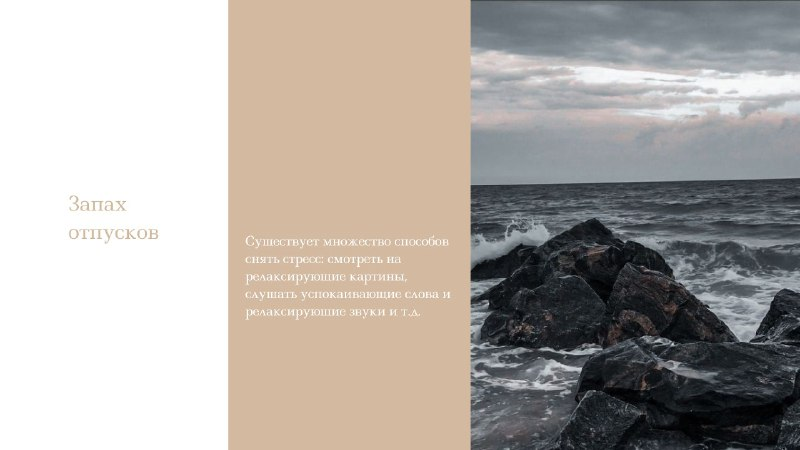 Запах
отпусков
Существует множество способов
снять стресс: смотреть на
релаксирующие картины,
слушать успокаивающие слова и
релаксирующие звуки и т.д.